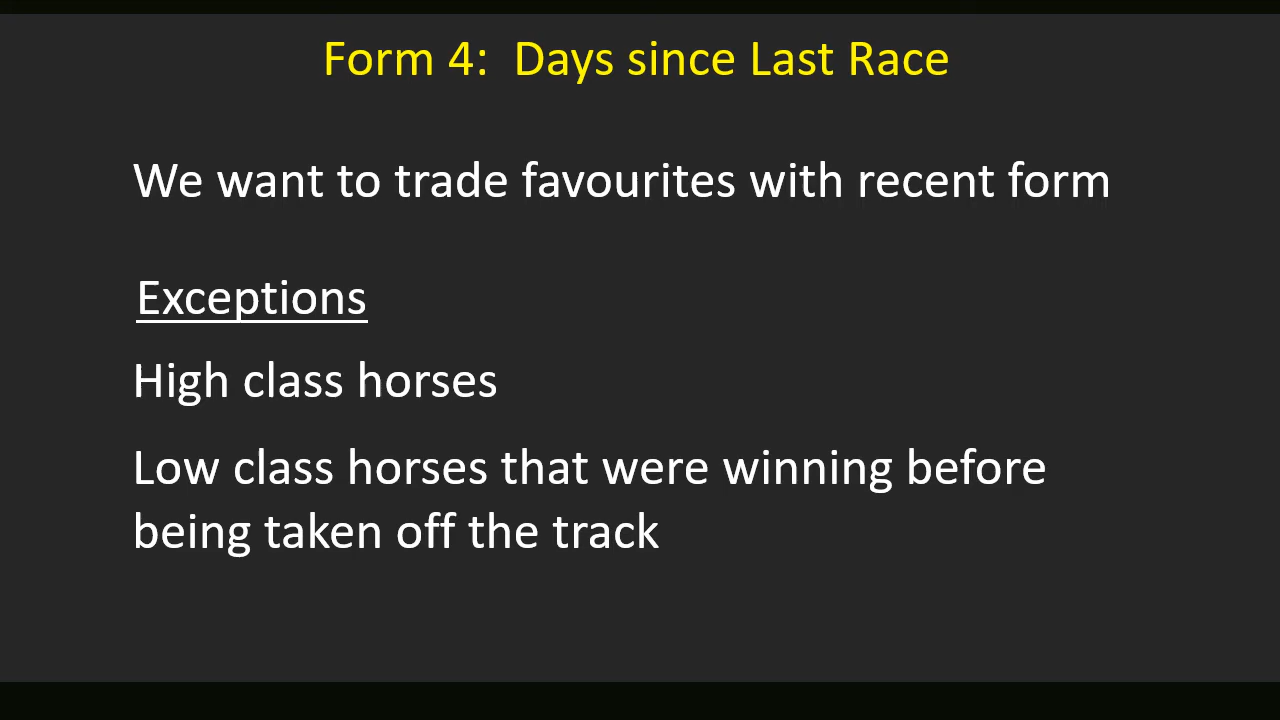 Form 4:  Days since Last Race
We want to trade favourites with recent form
Exceptions
High class horses
Low class horses that were winning before
being taken off the track